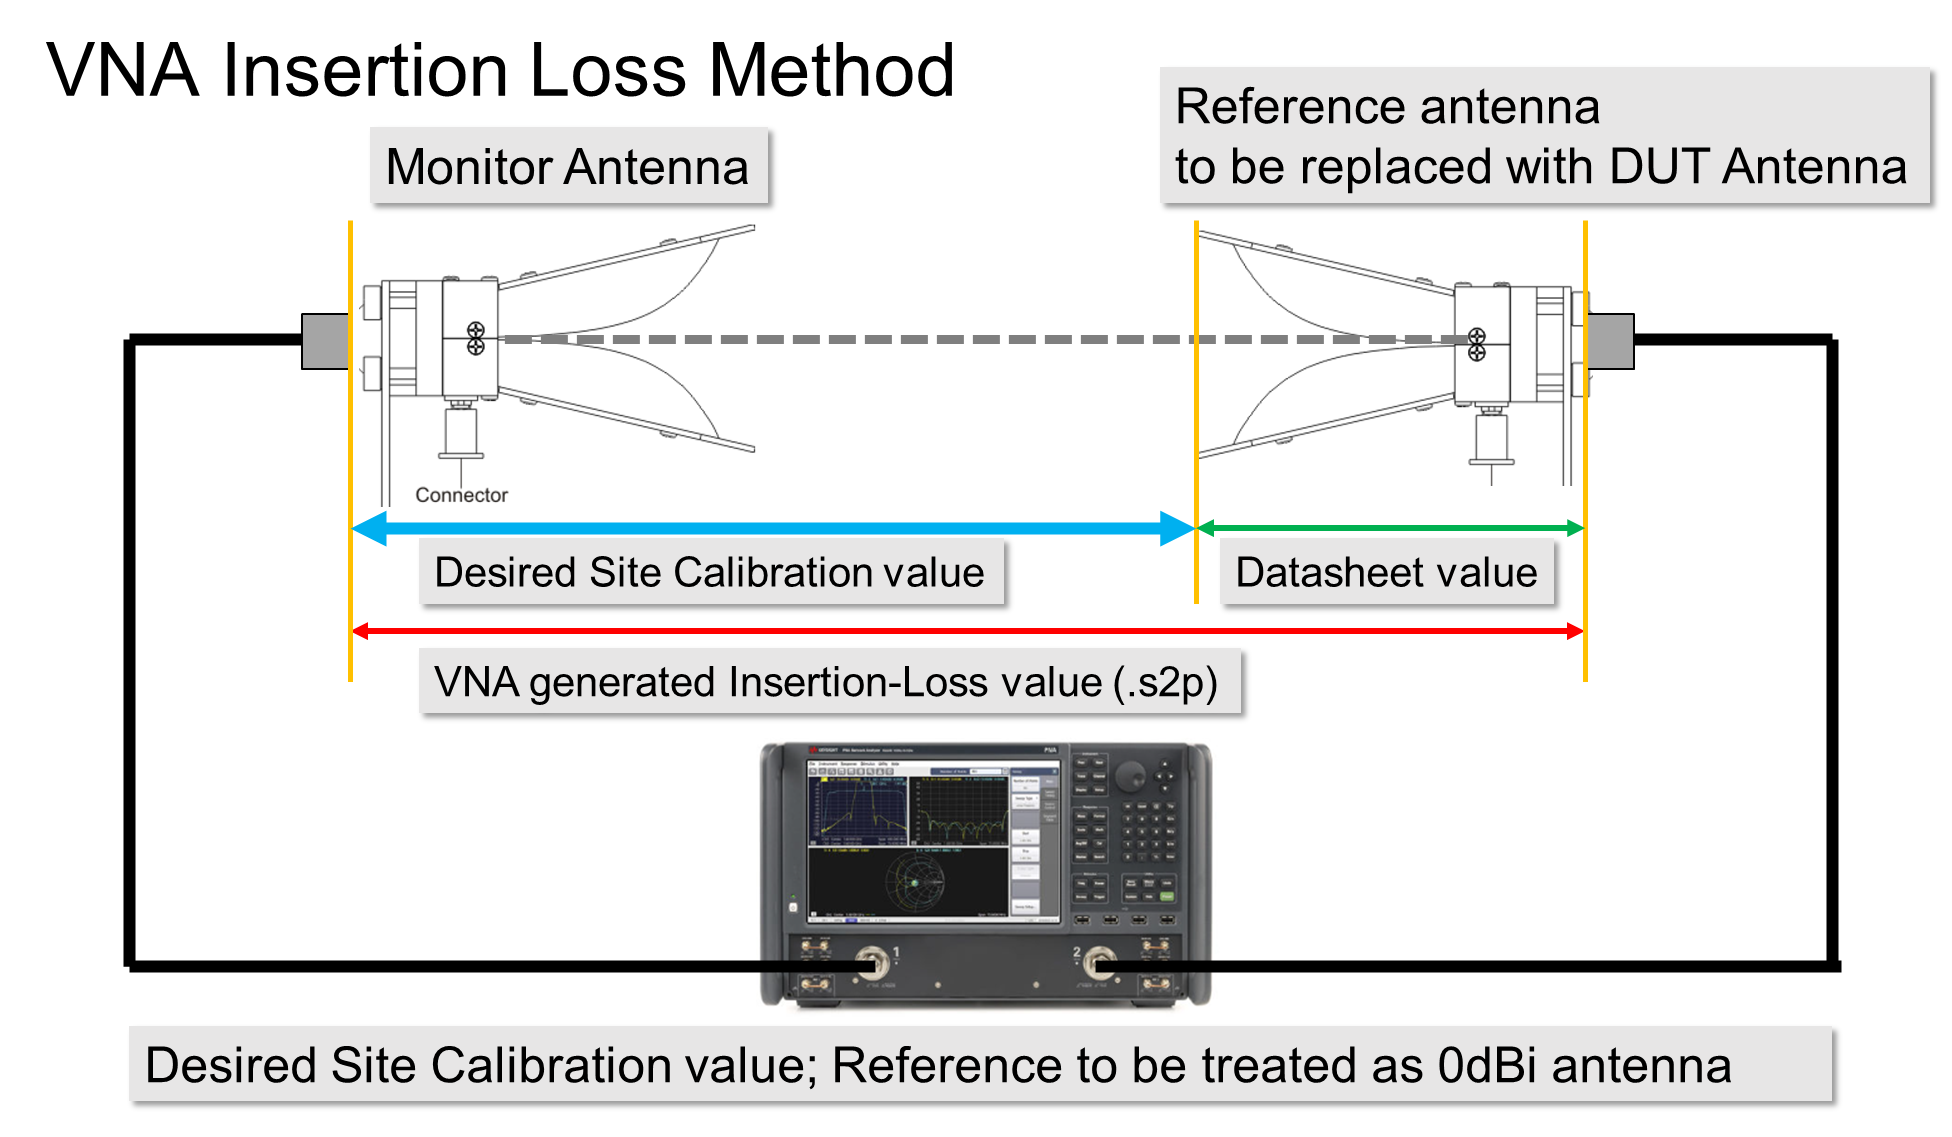 VNA Insertion Loss Method
Monitor Antenna
Reference antenna
to be replaced with DUT Antenna
Connector
Desired Site Calibration value
Datasheet value
VNA generated Insertion-Loss value (.s2p)
PNA
1
2
Desired Site Calibration value; Reference to be treated as 0dBi antenna